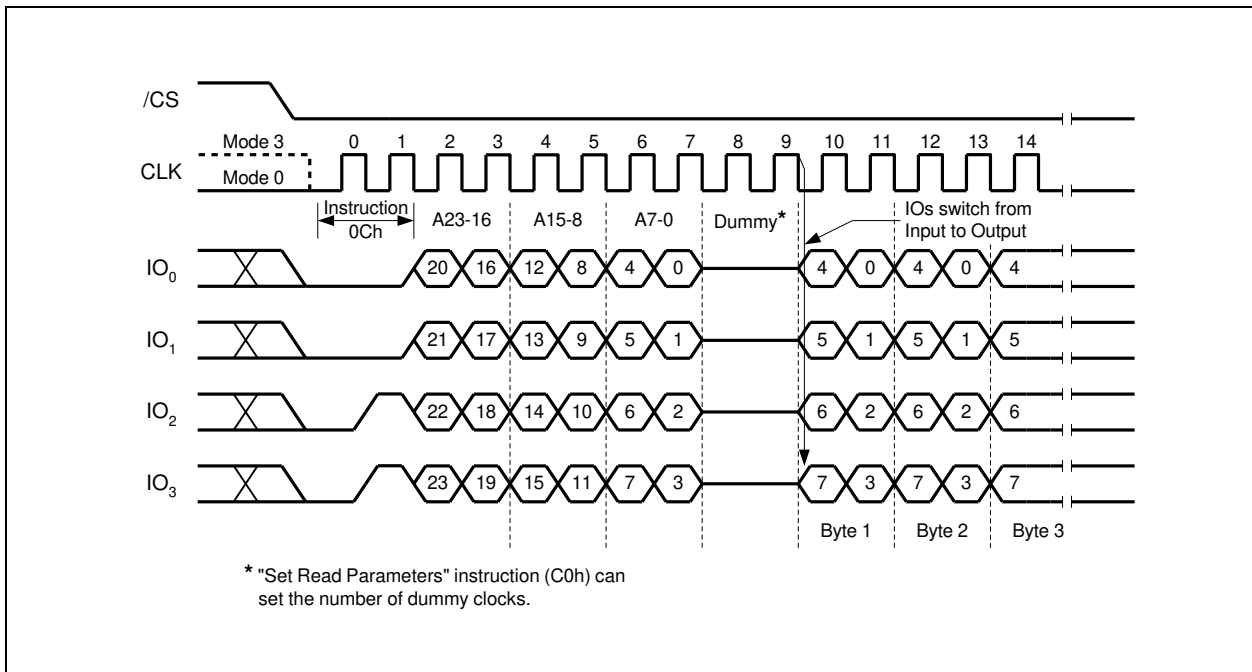 /CS
Mode 3 0 1 2 3 4 5 6 7 8 9 10 11 12 13 14
CLK
Mode 0
Instruction
0Ch
A23-16 A15-8 A7-0 Dummy*
IOs switch from
Input to Output
IO0 20 16 12 8 4 0 4 0 4 0 4
IO1 21 17 13 9 5 1 5 1 5 1 5
IO2 22 18 14 10 6 2 6 2 6 2 6
IO3 23 19 15 11 7 3 7 3 7 3 7
Byte 1 Byte 2 Byte 3
* "Set Read Parameters" instruction (C0h) can
set the number of dummy clocks.